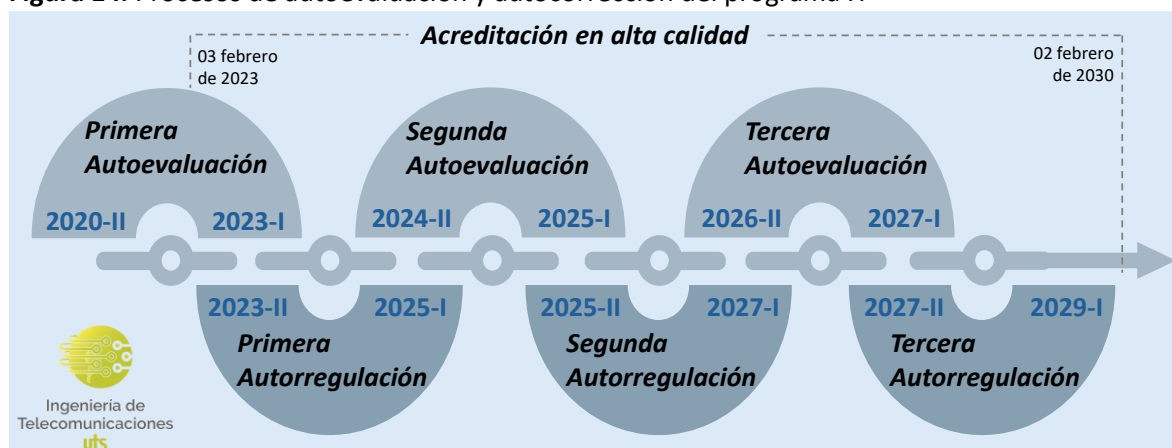 Acreditación en alta calidad
03 febrero
de 2023
02 febrero
de 2030
Primera
Autoevaluación
2020-II
2023-I
Segunda
Autoevaluación
2024-II
2025-I
Tercera
Autoevaluación
2026-II
2027-I
2023-II
2025-I
Primera
Autorregulación
2025-II
2027-I
Segunda
Autorregulación
2027-II
2029-I
Tercera
Autorregulación
Ingeniería de
Telecomunicaciones
uts